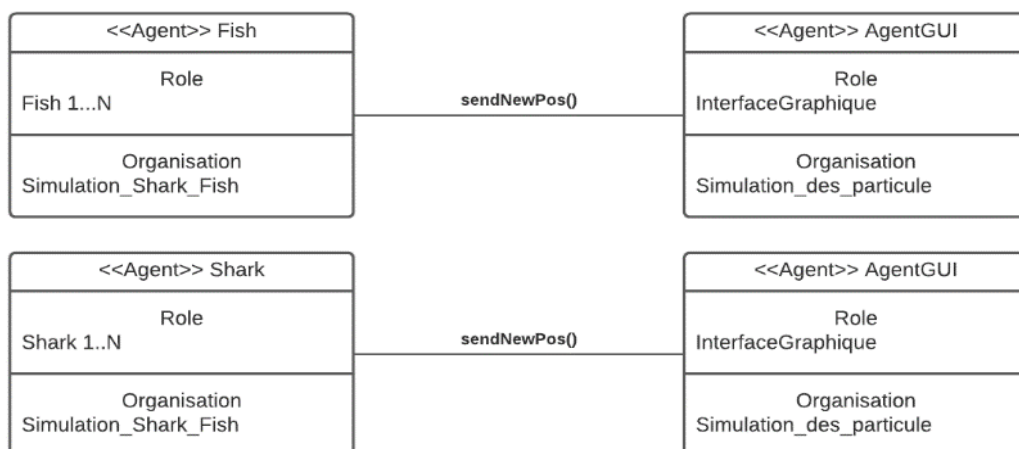 <<Agent>> Fish
Role
Fish 1...N
Organisation
Simulation_Shark_Fish
sendNewPos()
<<Agent>> AgentGUI
Role
InterfaceGraphique
Organisation
Simulation_des_particule
<<Agent>> Shark
Role
Shark 1..N
Organisation
Simulation_Shark_Fish
sendNewPos()
<<Agent>> AgentGUI
Role
InterfaceGraphique
Organisation
Simulation_des_particule